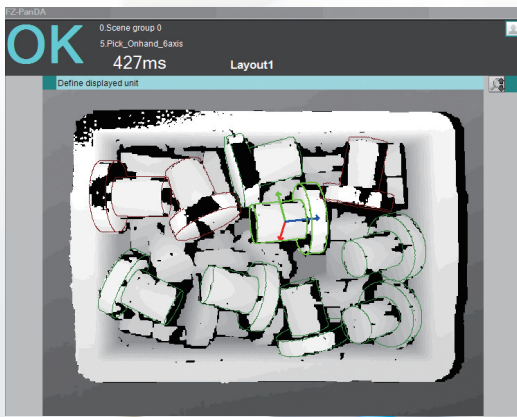 FZ-PanDA
OK
0.Scene group 0
5.Pick_Onhand_6axis
427ms
Layout1
Define displayed unit